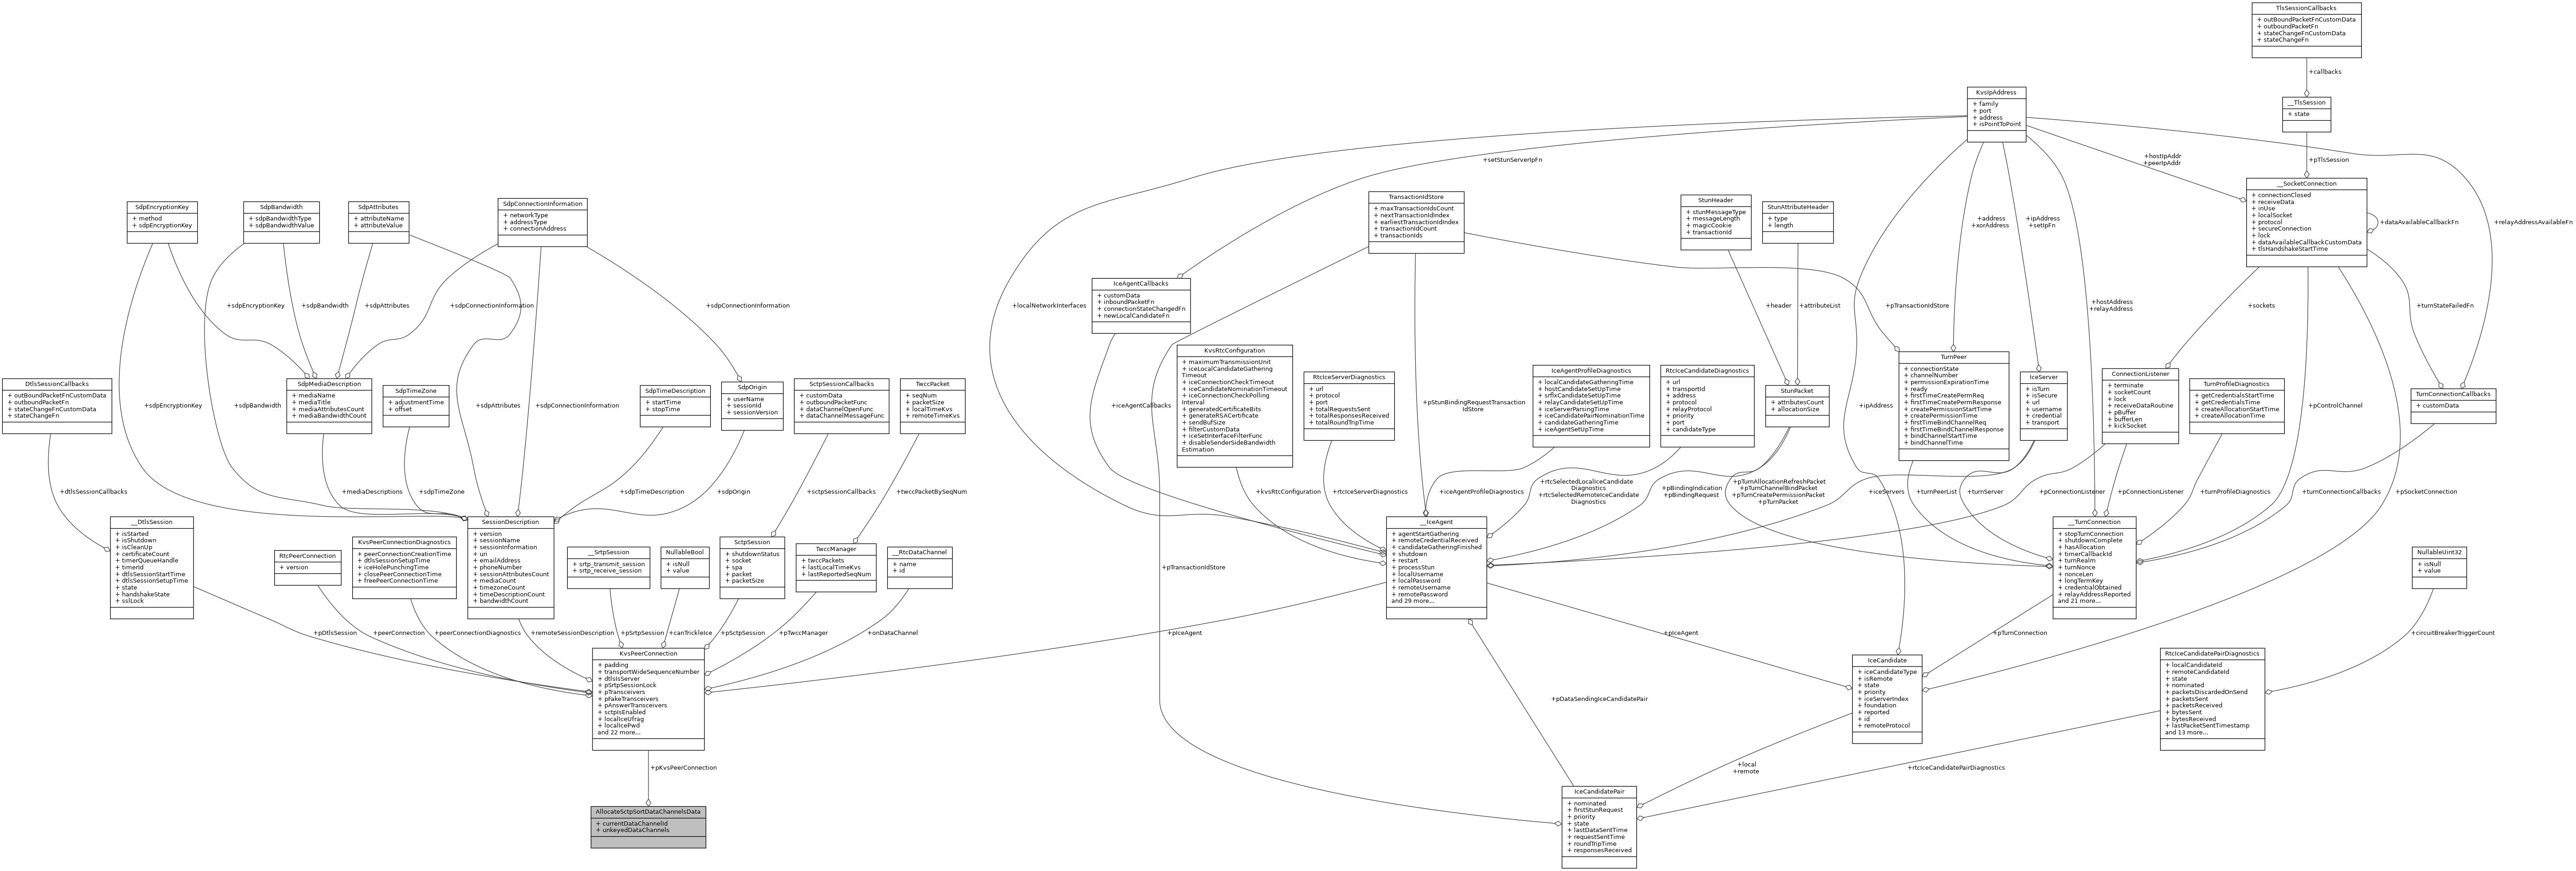 TlsSessionCallbacks
+ outBoundPacketFnCustomData
+ outboundPacketFn
+ stateChangeFnCustomData
+ stateChangeFn
+callbacks
KvsIpAddress
+ family
+ port
+ address
+ isPointToPoint
__TlsSession
+ state
+setStunServerIpFn
+hostIpAddr
+peerIpAddr
+pTlsSession
SdpEncryptionKey
+ method
+ sdpEncryptionKey
SdpBandwidth
+ sdpBandwidthType
+ sdpBandwidthValue
SdpAttributes
+ attributeName
+ attributeValue
SdpConnectionInformation
+ networkType
+ addressType
+ connectionAddress
TransactionIdStore
+ maxTransactionIdsCount
+ nextTransactionIdIndex
+ earliestTransactionIdIndex
+ transactionIdCount
+ transactionIds
StunHeader
+ stunMessageType
+ messageLength
+ magicCookie
+ transactionId
StunAttributeHeader
+ type
+ length
+address
+xorAddress
+ipAddress
+setIpFn
__SocketConnection
+ connectionClosed
+ receiveData
+ inUse
+ localSocket
+ protocol
+ secureConnection
+ lock
+ dataAvailableCallbackCustomData
+ tlsHandshakeStartTime
+dataAvailableCallbackFn
+relayAddressAvailableFn
+sdpEncryptionKey
+sdpBandwidth
+sdpAttributes
+sdpConnectionInformation
+sdpConnectionInformation
+localNetworkInterfaces
IceAgentCallbacks
+ customData
+ inboundPacketFn
+ connectionStateChangedFn
+ newLocalCandidateFn
+header
+attributeList
+pTransactionIdStore
+hostAddress
+relayAddress
+sockets
+turnStateFailedFn
DtlsSessionCallbacks
+ outBoundPacketFnCustomData
+ outboundPacketFn
+ stateChangeFnCustomData
+ stateChangeFn
+sdpEncryptionKey
+sdpBandwidth
SdpMediaDescription
+ mediaName
+ mediaTitle
+ mediaAttributesCount
+ mediaBandwidthCount
SdpTimeZone
+ adjustmentTime
+ offset
+sdpAttributes
+sdpConnectionInformation
SdpTimeDescription
+ startTime
+ stopTime
SdpOrigin
+ userName
+ sessionId
+ sessionVersion
SctpSessionCallbacks
+ customData
+ outboundPacketFunc
+ dataChannelOpenFunc
+ dataChannelMessageFunc
TwccPacket
+ seqNum
+ packetSize
+ localTimeKvs
+ remoteTimeKvs
+iceAgentCallbacks
KvsRtcConfiguration
+ maximumTransmissionUnit
+ iceLocalCandidateGathering
Timeout
+ iceConnectionCheckTimeout
+ iceCandidateNominationTimeout
+ iceConnectionCheckPolling
Interval
+ generatedCertificateBits
+ generateRSACertificate
+ sendBufSize
+ filterCustomData
+ iceSetInterfaceFilterFunc
+ disableSenderSideBandwidth
Estimation
RtcIceServerDiagnostics
+ url
+ protocol
+ port
+ totalRequestsSent
+ totalResponsesReceived
+ totalRoundTripTime
+pStunBindingRequestTransaction
IdStore
IceAgentProfileDiagnostics
+ localCandidateGatheringTime
+ hostCandidateSetUpTime
+ srflxCandidateSetUpTime
+ relayCandidateSetUpTime
+ iceServerParsingTime
+ iceCandidatePairNominationTime
+ candidateGatheringTime
+ iceAgentSetUpTime
RtcIceCandidateDiagnostics
+ url
+ transportId
+ address
+ protocol
+ relayProtocol
+ priority
+ port
+ candidateType
StunPacket
+ attributesCount
+ allocationSize
+ipAddress
TurnPeer
+ connectionState
+ channelNumber
+ permissionExpirationTime
+ ready
+ firstTimeCreatePermReq
+ firstTimeCreatePermResponse
+ createPermissionStartTime
+ createPermissionTime
+ firstTimeBindChannelReq
+ firstTimeBindChannelResponse
+ bindChannelStartTime
+ bindChannelTime
IceServer
+ isTurn
+ isSecure
+ url
+ username
+ credential
+ transport
ConnectionListener
+ terminate
+ socketCount
+ lock
+ receiveDataRoutine
+ pBuffer
+ bufferLen
+ kickSocket
TurnProfileDiagnostics
+ getCredentialsStartTime
+ getCredentialsTime
+ createAllocationStartTime
+ createAllocationTime
+pControlChannel
TurnConnectionCallbacks
+ customData
+dtlsSessionCallbacks
+mediaDescriptions
+sdpTimeZone
+sdpTimeDescription
+sdpOrigin
+sctpSessionCallbacks
+twccPacketBySeqNum
+kvsRtcConfiguration
+rtcIceServerDiagnostics
+iceAgentProfileDiagnostics
+rtcSelectedLocalIceCandidate
Diagnostics
+rtcSelectedRemoteIceCandidate
Diagnostics
+pBindingIndication
+pBindingRequest
+pTurnAllocationRefreshPacket
+pTurnChannelBindPacket
+pTurnCreatePermissionPacket
+pTurnPacket
+iceServers
+turnPeerList
+turnServer
+pConnectionListener
+pConnectionListener
+turnProfileDiagnostics
+turnConnectionCallbacks
+pSocketConnection
__DtlsSession
+ isStarted
+ isShutdown
+ isCleanUp
+ certificateCount
+ timerQueueHandle
+ timerId
+ dtlsSessionStartTime
+ dtlsSessionSetupTime
+ state
+ handshakeState
+ sslLock
RtcPeerConnection
+ version
KvsPeerConnectionDiagnostics
+ peerConnectionCreationTime
+ dtlsSessionSetupTime
+ iceHolePunchingTime
+ closePeerConnectionTime
+ freePeerConnectionTime
SessionDescription
+ version
+ sessionName
+ sessionInformation
+ uri
+ emailAddress
+ phoneNumber
+ sessionAttributesCount
+ mediaCount
+ timezoneCount
+ timeDescriptionCount
+ bandwidthCount
__SrtpSession
+ srtp_transmit_session
+ srtp_receive_session
NullableBool
+ isNull
+ value
SctpSession
+ shutdownStatus
+ socket
+ spa
+ packet
+ packetSize
TwccManager
+ twccPackets
+ lastLocalTimeKvs
+ lastReportedSeqNum
__RtcDataChannel
+ name
+ id
+pTransactionIdStore
__IceAgent
+ agentStartGathering
+ remoteCredentialReceived
+ candidateGatheringFinished
+ shutdown
+ restart
+ processStun
+ localUsername
+ localPassword
+ remoteUsername
+ remotePassword
and 29 more...
__TurnConnection
+ stopTurnConnection
+ shutdownComplete
+ hasAllocation
+ timerCallbackId
+ turnRealm
+ turnNonce
+ nonceLen
+ longTermKey
+ credentialObtained
+ relayAddressReported
and 21 more...
NullableUint32
+ isNull
+ value
+pDtlsSession
+peerConnection
+peerConnectionDiagnostics
+remoteSessionDescription
+pSrtpSession
+canTrickleIce
+pSctpSession
+pTwccManager
+onDataChannel
+pIceAgent
+pIceAgent
+pTurnConnection
+circuitBreakerTriggerCount
KvsPeerConnection
+ padding
+ transportWideSequenceNumber
+ dtlsIsServer
+ pSrtpSessionLock
+ pTransceivers
+ pFakeTransceivers
+ pAnswerTransceivers
+ sctpIsEnabled
+ localIceUfrag
+ localIcePwd
and 22 more...
+pDataSendingIceCandidatePair
IceCandidate
+ iceCandidateType
+ isRemote
+ state
+ priority
+ iceServerIndex
+ foundation
+ reported
+ id
+ remoteProtocol
RtcIceCandidatePairDiagnostics
+ localCandidateId
+ remoteCandidateId
+ state
+ nominated
+ packetsDiscardedOnSend
+ packetsSent
+ packetsReceived
+ bytesSent
+ bytesReceived
+ lastPacketSentTimestamp
and 13 more...
+pKvsPeerConnection
+local
+remote
+rtcIceCandidatePairDiagnostics
AllocateSctpSortDataChannelsData
+ currentDataChannelId
+ unkeyedDataChannels
IceCandidatePair
+ nominated
+ firstStunRequest
+ priority
+ state
+ lastDataSentTime
+ requestSentTime
+ roundTripTime
+ responsesReceived